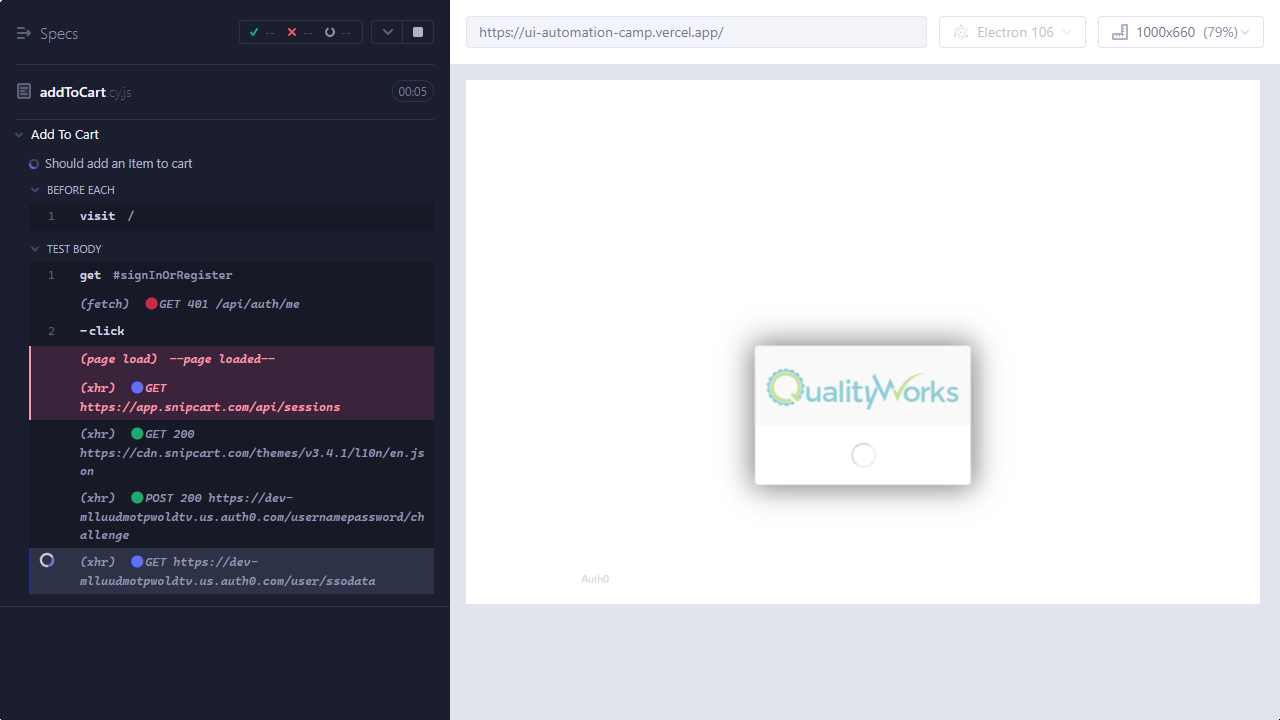 Specs
-- -- --
addToCart.cy.js
00:05
Add To Cart
Should add an Item to cart
BEFORE EACH
1 visit /
TEST BODY
1 get #signInOrRegister
(fetch) GET 401 /api/auth/me
2 -click
(page load) --page loaded--
(xhr) GET
https://app.snipcart.com/api/sessions
(xhr) GET 200
https://cdn.snipcart.com/themes/v3.4.1/l10n/en.js
on
(xhr) POST 200 https://dev-
mlluudmotpwoldtv.us.auth0.com/usernamepassword/ch
allenge
(xhr) GET https://dev-
mlluudmotpwoldtv.us.auth0.com/user/ssodata
https://ui-automation-camp.vercel.app/
Electron 106
1000x660 (79%)
QualityWorks
Auth0